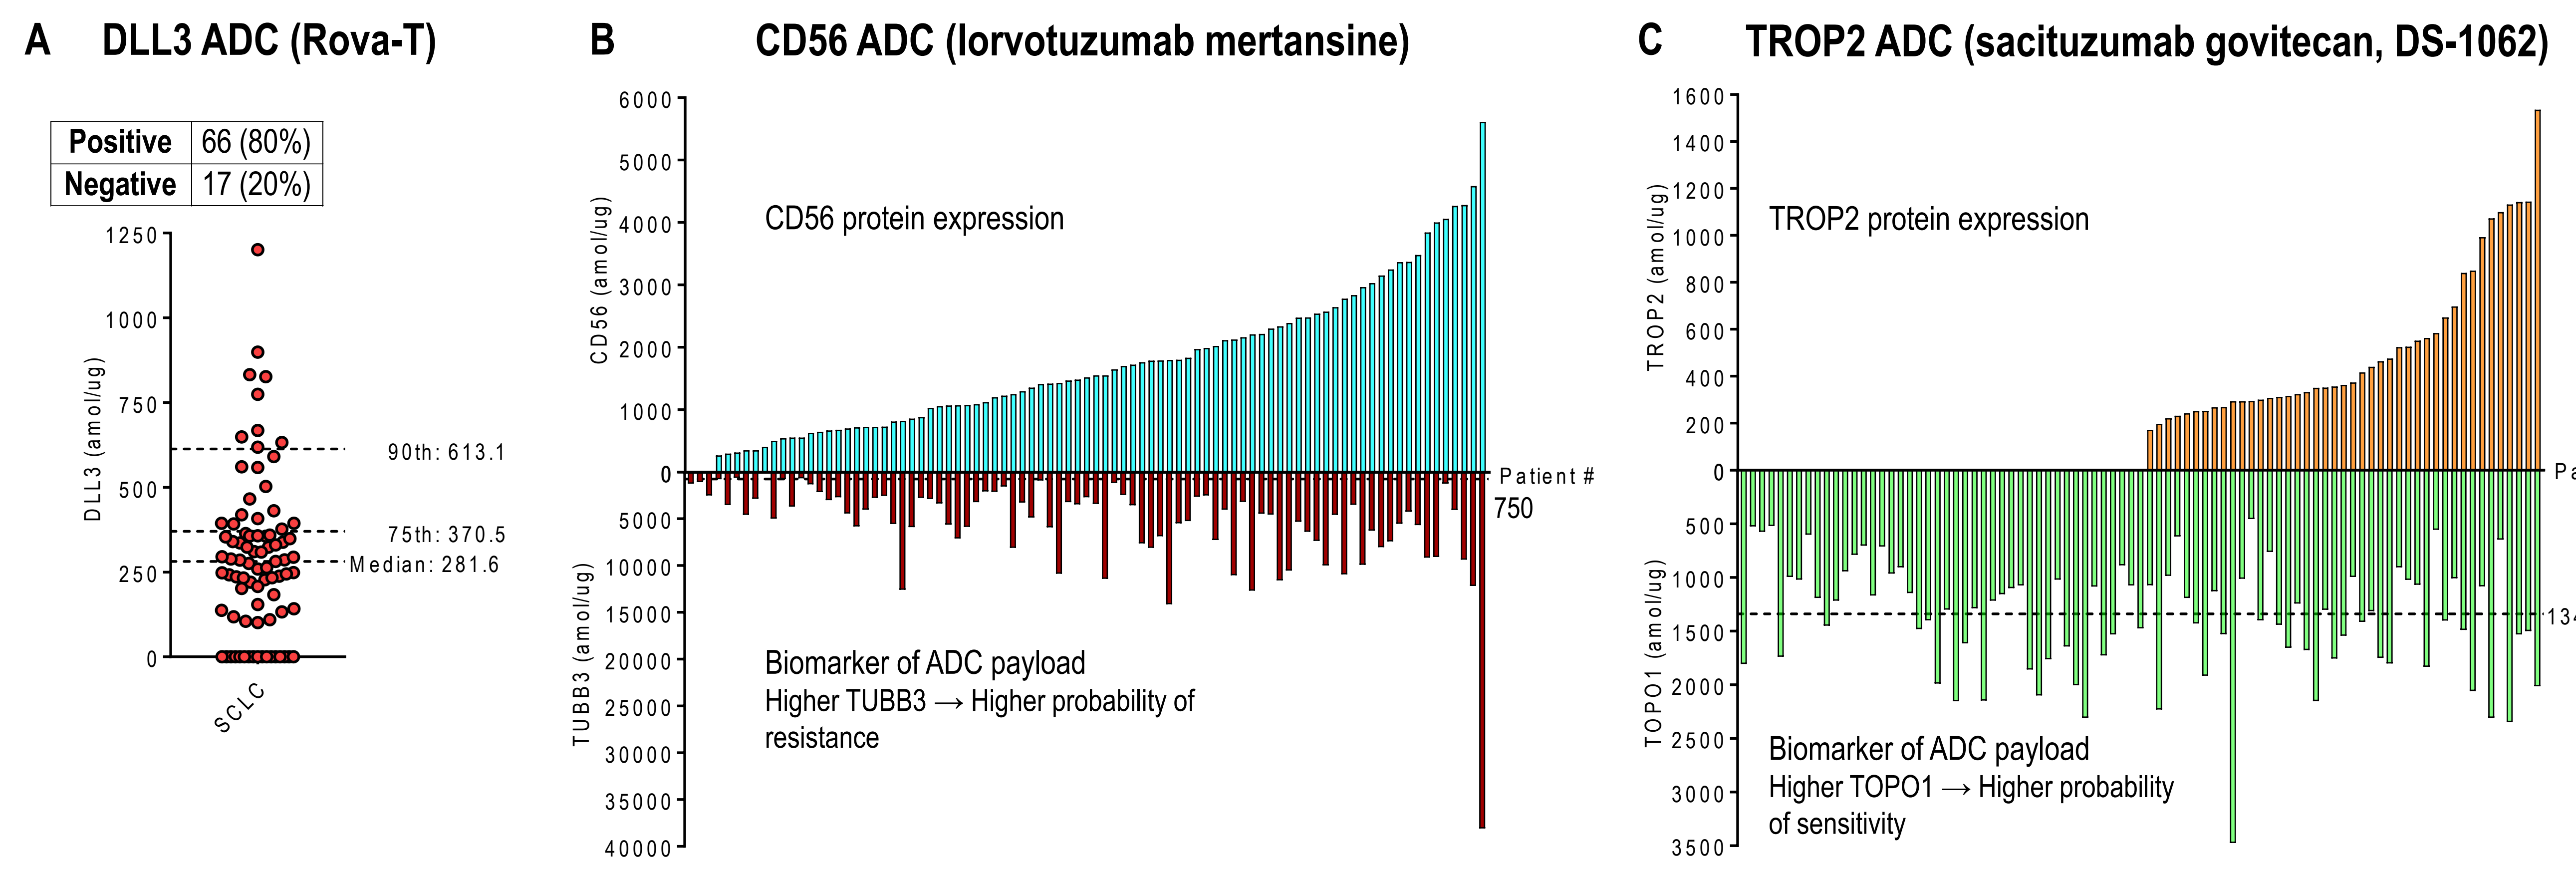 A DLL3 ADC (Rova-T)
Positive 66 (80%)
Negative 17 (20%)
DLL3 (amol/ug)
1250
1000
750
500
250
0
90th: 613.1
75th: 370.5
Median: 281.6
SCLC
B CD56 ADC (lorvotuzumab mertansine)
CD56 (amol/ug)
6000
5000
4000
3000
2000
1000
0
CD56 protein expression
Patient #
750
TUBB3 (amol/ug)
5000
10000
15000
20000
25000
30000
35000
40000
Biomarker of ADC payload
Higher TUBB3 → Higher probability of
resistance
C TROP2 ADC (sacituzumab govitecan, DS-1062)
TROP2 (amol/ug)
1600
1400
1200
1000
800
600
400
200
0
TROP2 protein expression
Pa
TOPO1 (amol/ug)
500
1000
1500
2000
2500
3000
3500
134
Biomarker of ADC payload
Higher TOPO1 → Higher probability
of sensitivity